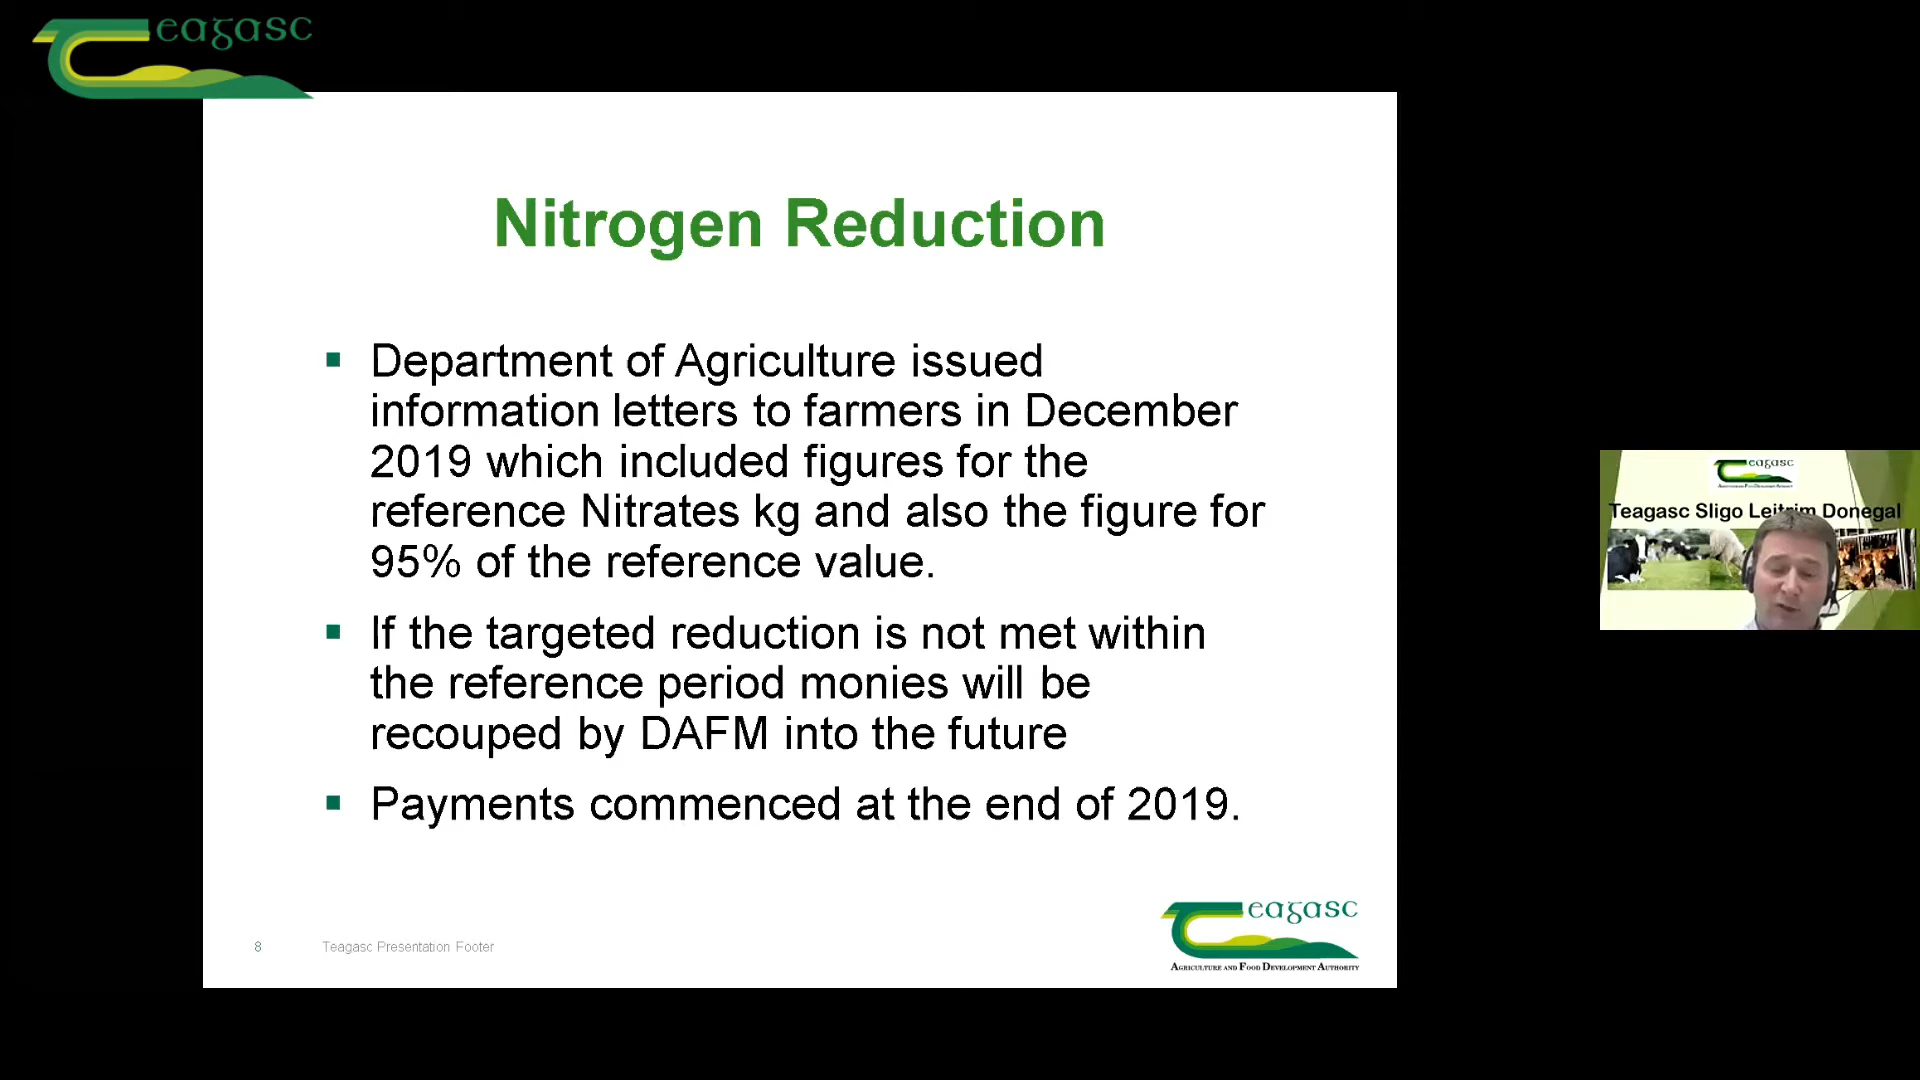 Teagasc
Nitrogen Reduction
Department of Agriculture issued
information letters to farmers in December
2019 which included figures for the
reference Nitrates kg and also the figure for
95% of the reference value.
If the targeted reduction is not met within
the reference period monies will be
recouped by DAFM into the future
Payments commenced at the end of 2019.
8
Teagasc Presentation Footer
Teagasc
AGRICULTURE AND FOOD DEVELOPMENT AUTHORITY
Teagasc
Teagasc Sligo Leitrim Donegal